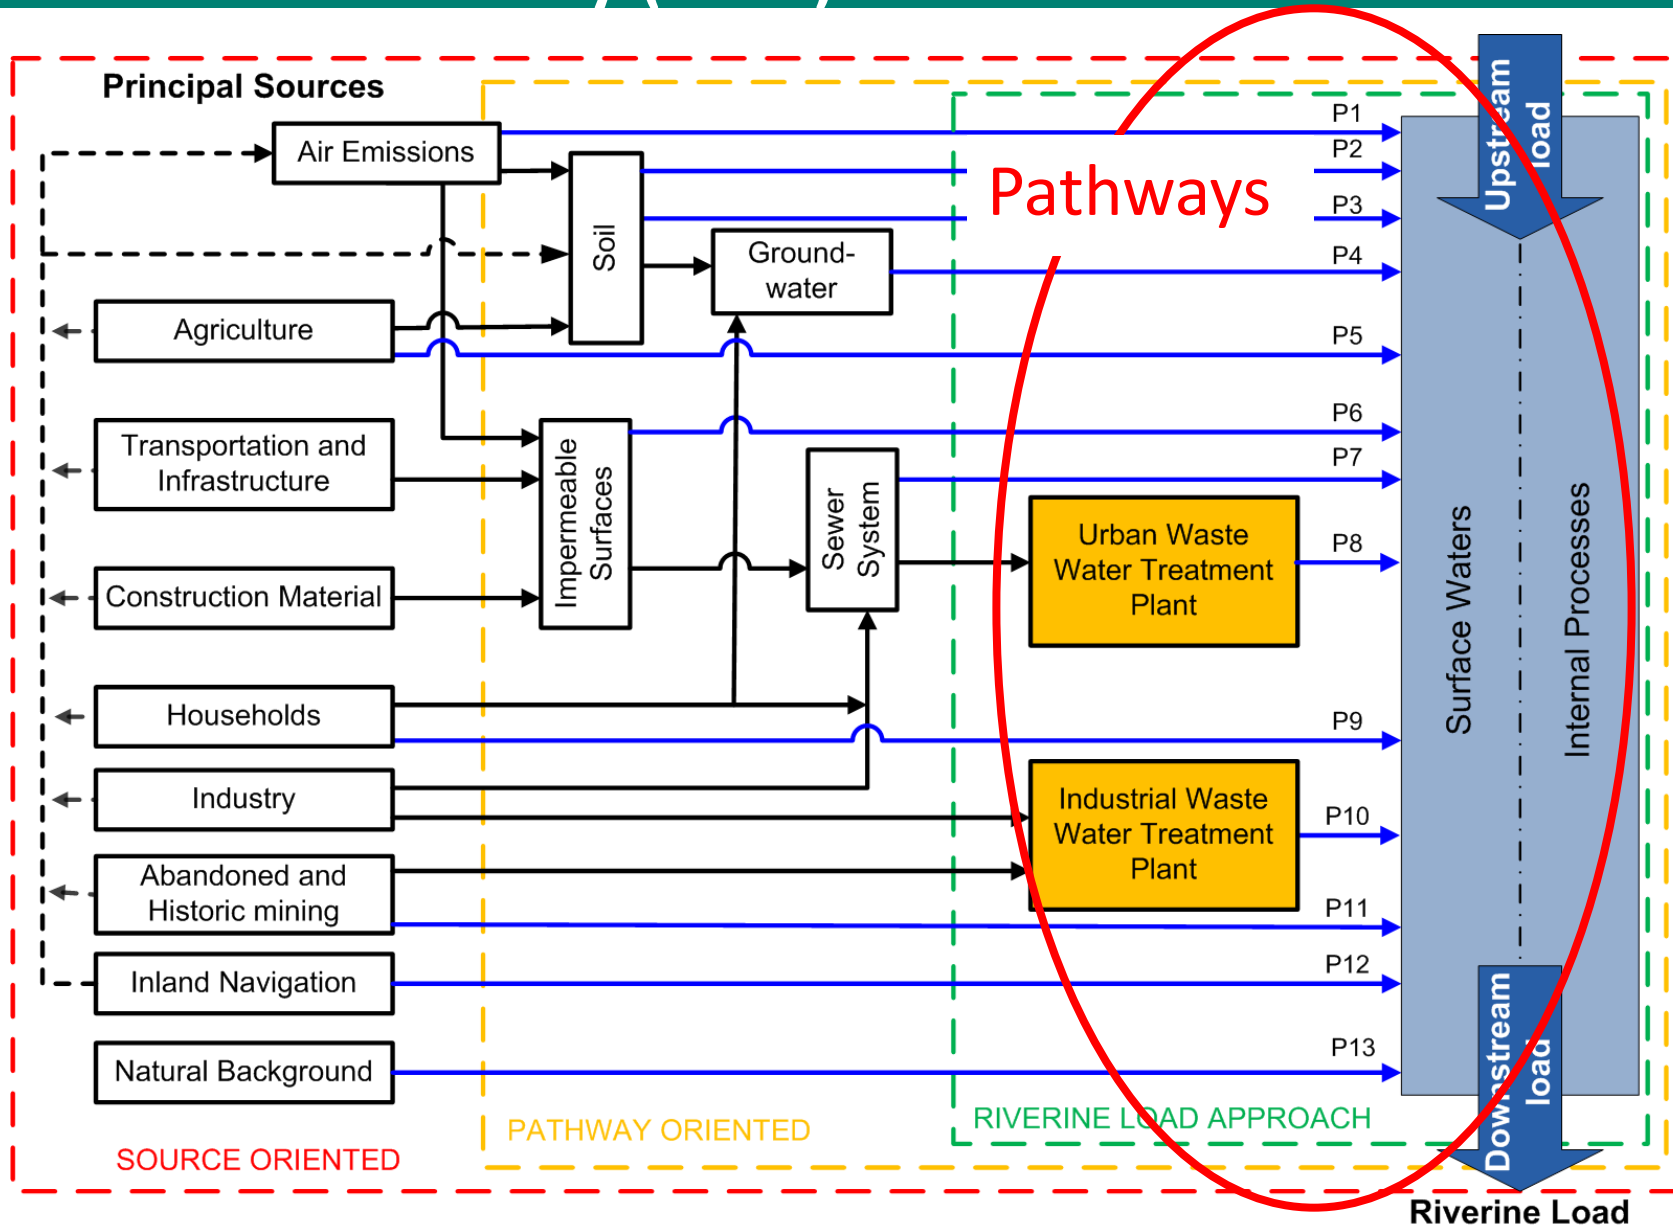 Principal Sources
Air Emissions
Soil
Ground-
water
Agriculture
Transportation and
Infrastructure
Impermeable
Surfaces
Sewer
System
Construction Material
Households
Industry
Abandoned and
Historic mining
Inland Navigation
Natural Background
Urban Waste
Water Treatment
Plant
Industrial Waste
Water Treatment
Plant
Pathways
P1
P2
P3
P4
P5
P6
P7
P8
P9
P10
P11
P12
P13
Upstream
load
Surface Waters
Internal Processes
Downstream
load
SOURCE ORIENTED
PATHWAY ORIENTED
RIVERINE LOAD APPROACH
Riverine Load